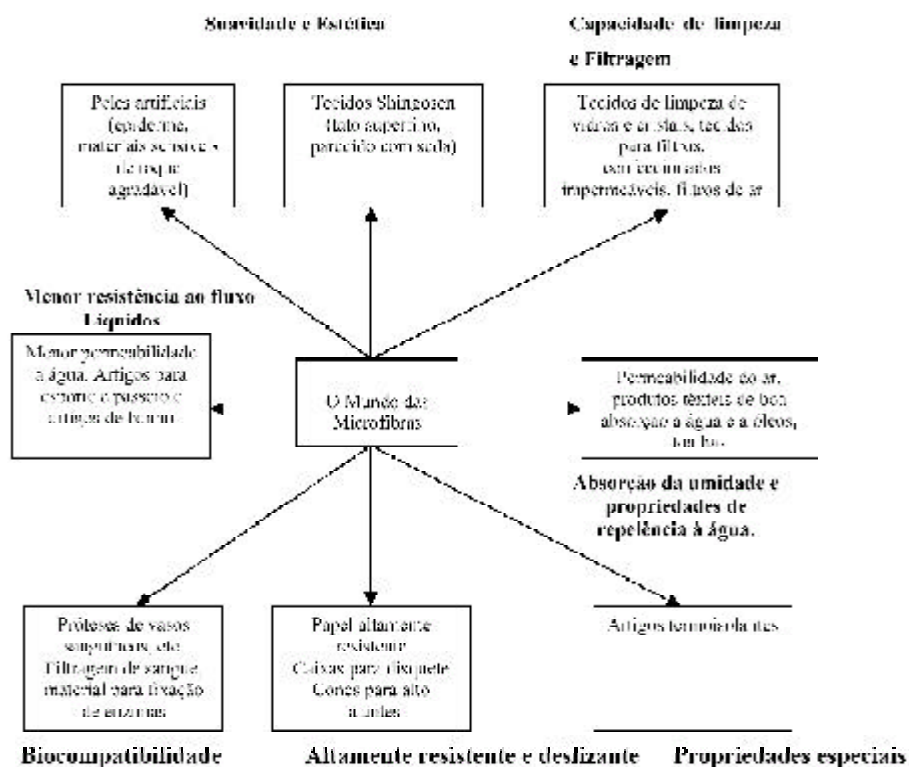 Suavidade e Estética
Capacidade de limpeza
e Filtragem
Peles artificiais
(epiderme,
materiais sensíveis
de toque
agradável)
Tecidos Shingosen
(tato superfino,
parecido com seda)
Tecidos de limpeza de
vidros e cristais, tecidos
para filtros,
confeccionados
impermeáveis, filtros de ar
Menor resistência ao fluxo
Líquidos
Menor permeabilidade
a água. Artigos para
esporte e passeio e
artigos de banho
O Mundo das
Microfibras
Permeabilidade do ar,
produtos têxteis de boa
absorção a água e a óleos,
Absorção da umidade e
propriedades de
repelência à água.
Próteses de vasos
sanguíneos, etc
Filtragem de sangue
material para fixação
de enzimas
Papel altamente
resistente
Caixas para disquete
Cones para alto
Artigos termoisolantes
Biocompatibilidade
Altamente resistente e deslizante
Propriedades especiais